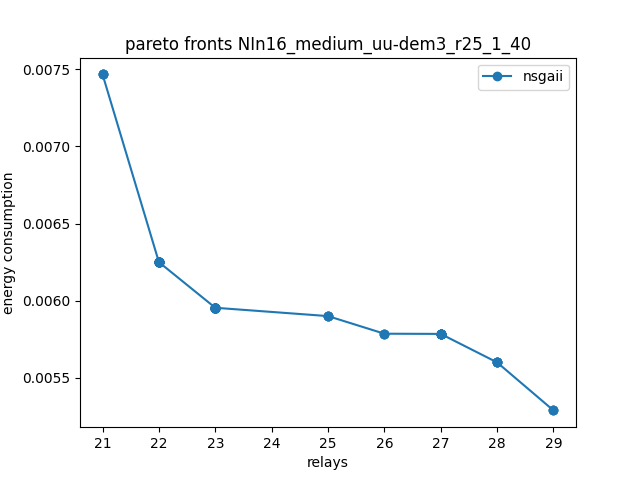 pareto fronts NIn16_medium_uu-dem3_r25_1_40
nsgaii
0.0075
0.0070
0.0065
0.0060
0.0055
energy consumption
21 22 23 24 25 26 27 28 29
relays